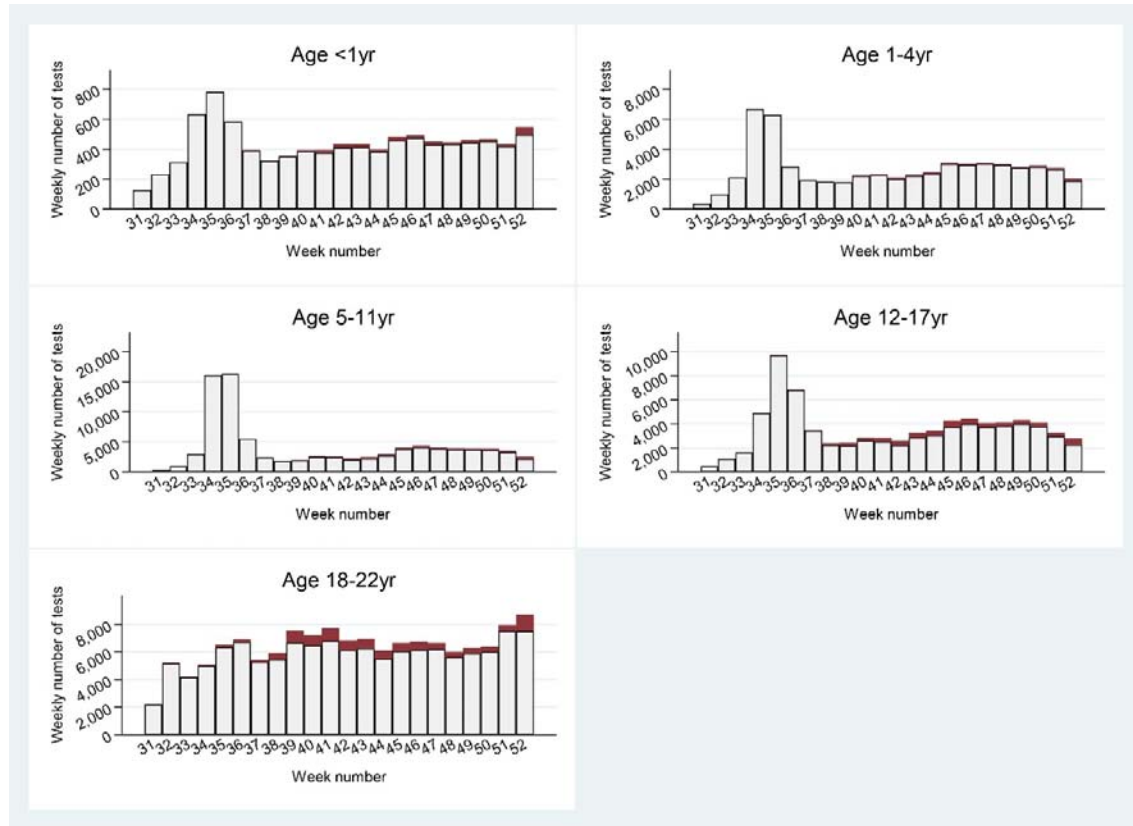 Age <1yr
Weekly number of tests
800
600
400
200
0
31 32 33 34 35 36 37 38 39 40 41 42 43 44 45 46 47 48 49 50 51 52
Week number
Age 1-4yr
Weekly number of tests
8,000
6,000
4,000
2,000
0
31 32 33 34 35 36 37 38 39 40 41 42 43 44 45 46 47 48 49 50 51 52
Week number
Age 5-11yr
Weekly number of tests
20,000
15,000
10,000
5,000
0
31 32 33 34 35 36 37 38 39 40 41 42 43 44 45 46 47 48 49 50 51 52
Week number
Age 12-17yr
Weekly number of tests
10,000
8,000
6,000
4,000
2,000
0
31 32 33 34 35 36 37 38 39 40 41 42 43 44 45 46 47 48 49 50 51 52
Week number
Age 18-22yr
Weekly number of tests
8,000
6,000
4,000
2,000
0
31 32 33 34 35 36 37 38 39 40 41 42 43 44 45 46 47 48 49 50 51 52
Week number